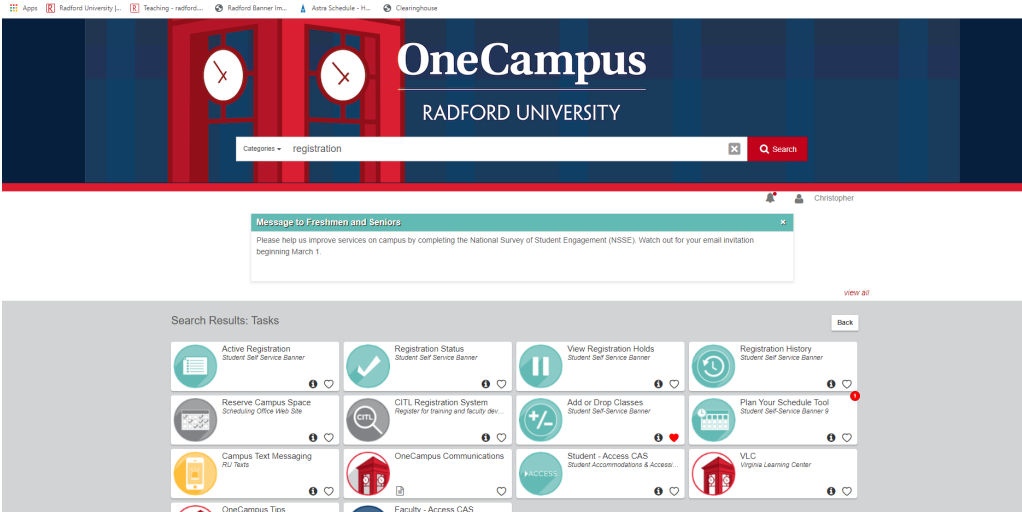 Apps Radford University |... Teaching - radford.... Radford Banner Im... Astra Schedule - H... Clearinghouse
OneCampus
RADFORD UNIVERSITY
Categories registration Search
Christopher
Message to Freshmen and Seniors ×
Please help us improve services on campus by completing the National Survey of Student Engagement (NSSE). Watch out for your email invitation
beginning March 1.
view all
Search Results: Tasks Back
Active Registration
Student Self Service Banner
Registration Status
Student Self Service Banner
View Registration Holds
Student Self Service Banner
Registration History
Student Self Service Banner
Reserve Campus Space
Scheduling Office Web Site
CITL
CITL Registration System
Register for training and faculty dev...
+/-
Add or Drop Classes
Student Self-Service Banner
Plan Your Schedule Tool
Student Self-Service Banner 9
Campus Text Messaging
RU Texts
OneCampus Communications
ACCESS
Student - Access CAS
Student Accommodations & Accessi...
VLC
Virginia Learning Center
OneCampus Tips
Faculty - Access CAS